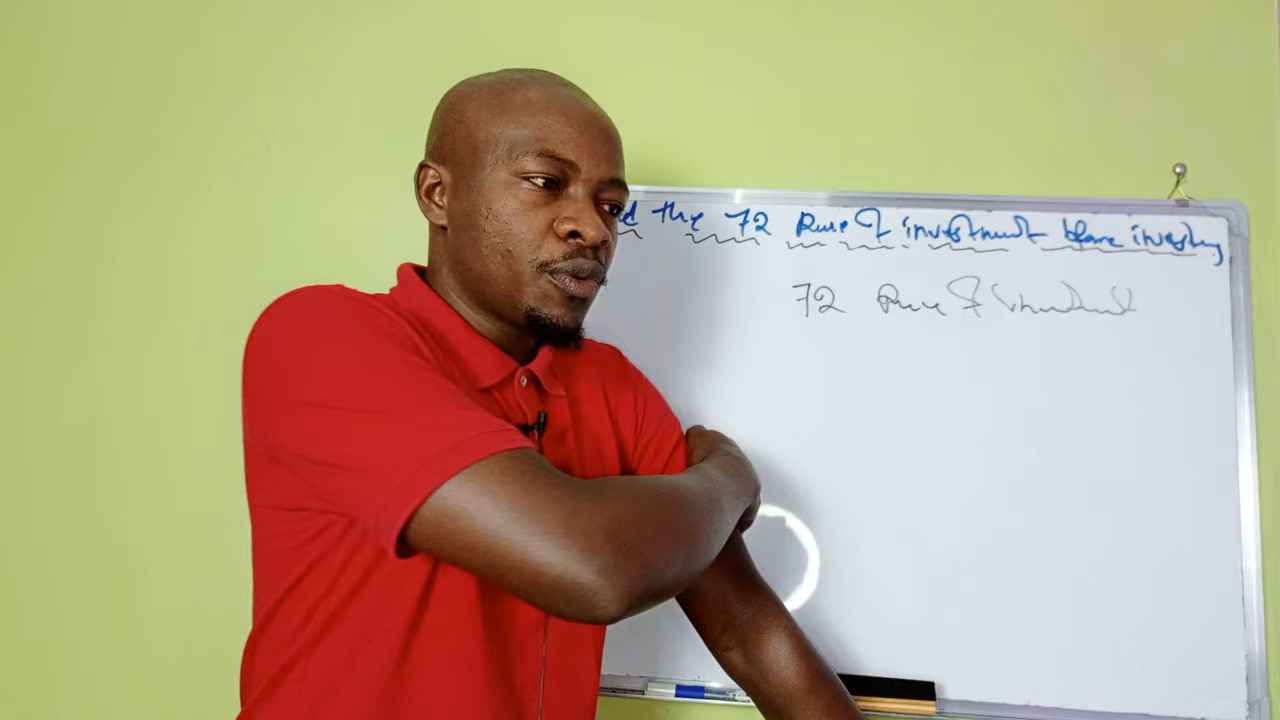 the 72 Rule of investment before investing
72 Rule of investment